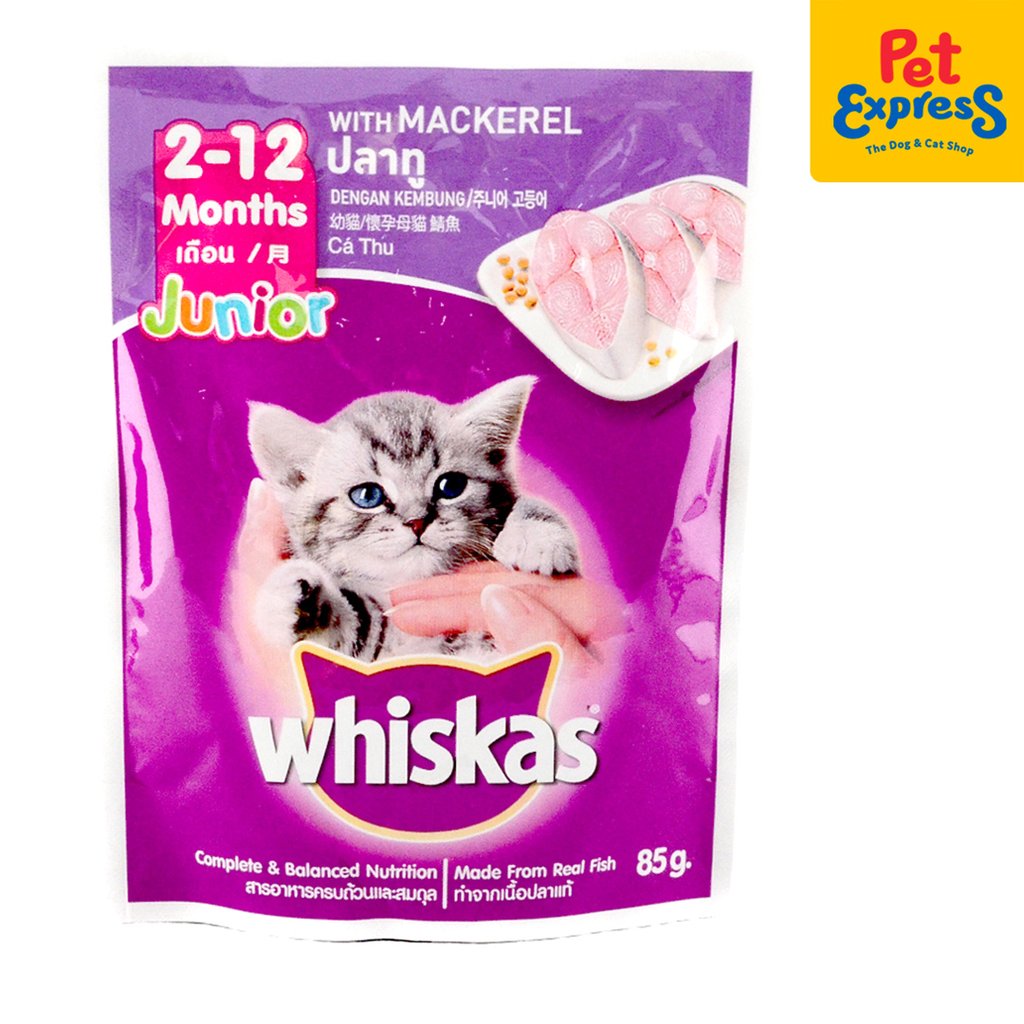 Pet
Express
The Dog & Cat Shop
2-12
Months
เดือน / 月
Junior
WITH MACKEREL
ปลาทู
DENGAN KEMBUNG/주니어 고등어
幼貓/懷孕母貓 鯖魚
Cá Thu
whiskas®
Complete & Balanced Nutrition
สารอาหารครบถ้วนและสมดุล
Made From Real Fish
ทำจากเนื้อปลาแท้
85g.